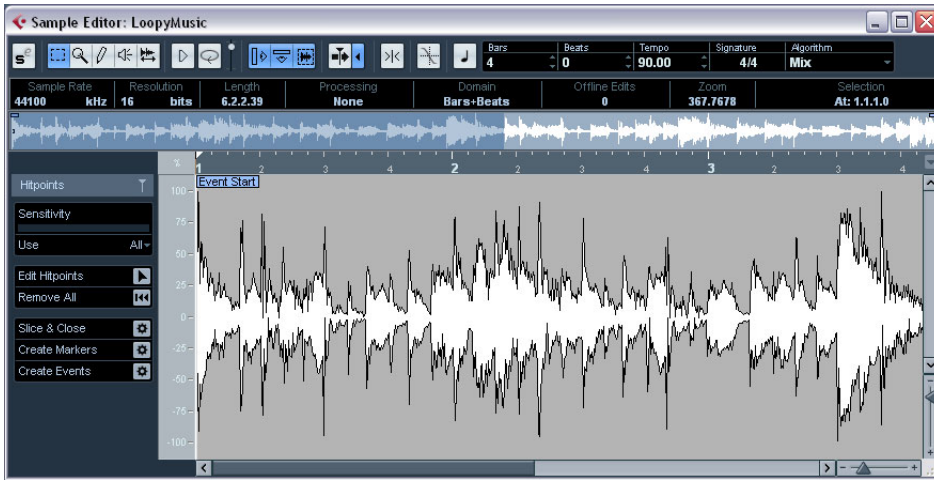 Sample Editor: LoopyMusic
Bars Beats Tempo Signature Algorithm
4 0 90.00 4/4 Mix
Sample Rate Resolution Length Processing Domain Offline Edits Zoom Selection
44100 kHz 16 bits 6.2.2.39 None Bars+Beats 0 367.7678 At: 1.1.1.0
% 1 2 3 4 2 2 3 4 3 2 3 4
Event Start
Hitpoints
Sensitivity
Use All
Edit Hitpoints
Remove All
Slice & Close
Create Markers
Create Events
100
75
50
25
0
-25
-50
-75
-100